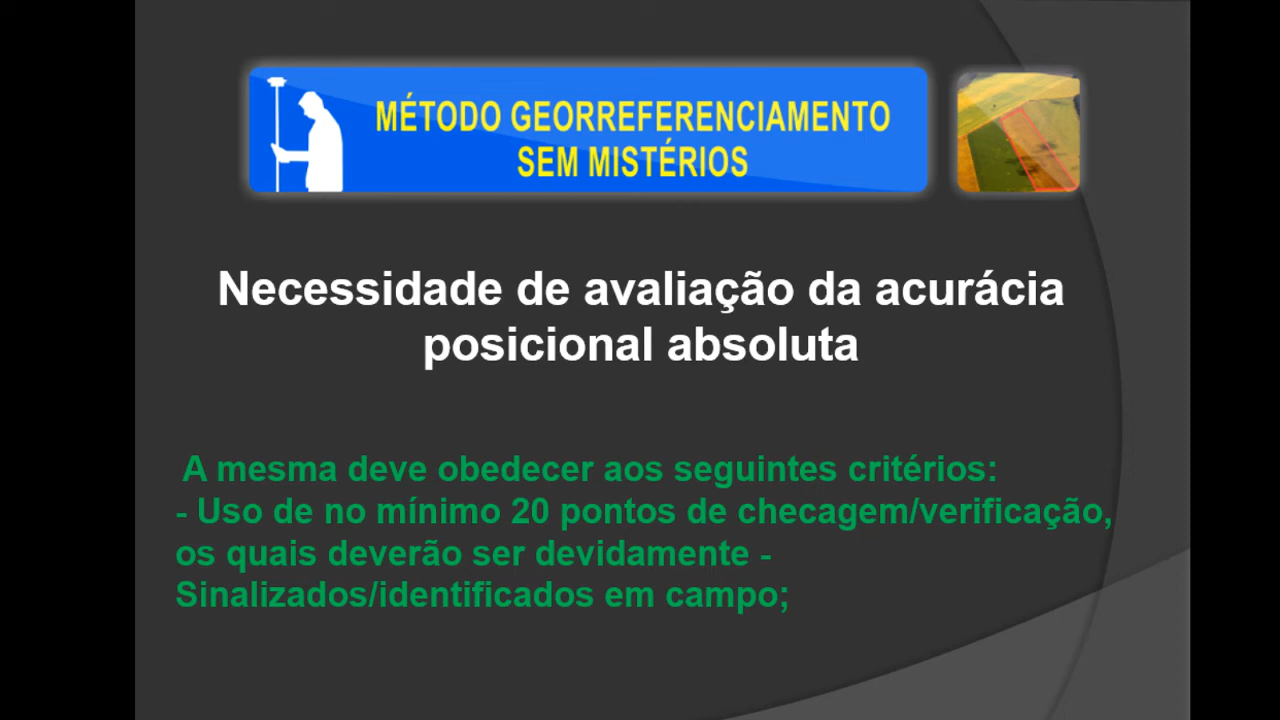 MÉTODO GEORREFERENCIAMENTO
SEM MISTÉRIOS
Necessidade de avaliação da acurácia
posicional absoluta
A mesma deve obedecer aos seguintes critérios:
- Uso de no mínimo 20 pontos de checagem/verificação,
os quais deverão ser devidamente -
Sinalizados/identificados em campo;